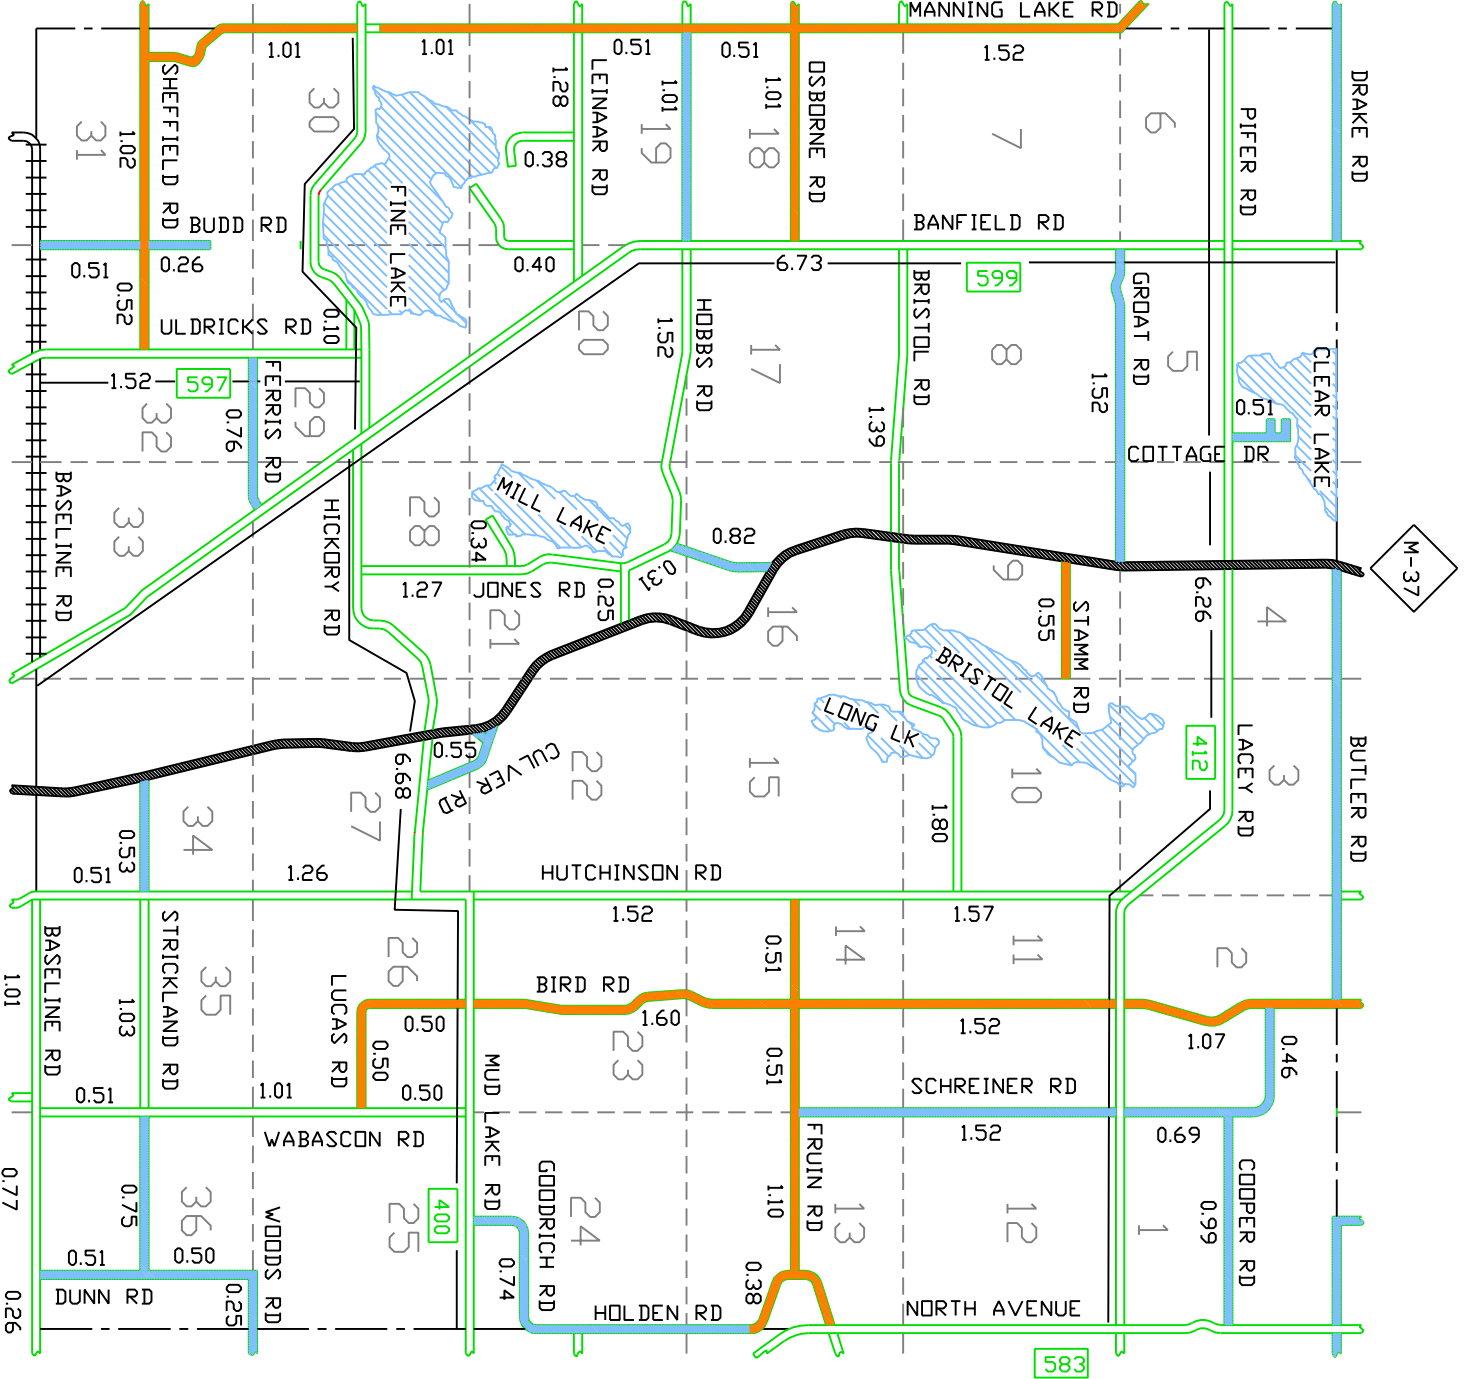 MANNING LAKE RD
1.01
1.01
0.51
0.51
1.52
SHEFFIELD RD
1.02
31
30
1.28
LEINAAR RD
0.38
1.01
19
1.01
18
OSBORNE RD
7
6
PIFER RD
DRAKE RD
BUDD RD
0.51
0.26
0.52
FINE LAKE
0.40
BANFIELD RD
6.73
599
ULDRICKS RD
0.10
1.52
597
FERRIS RD
0.76
29
32
20
HOBBS RD
1.52
17
BRISTOL RD
1.39
8
GROAT RD
1.52
5
CLEAR LAKE
0.51
COTTAGE DR
BASELINE RD
33
HICKORY RD
28
MILL LAKE
0.34
1.27
JONES RD
0.31
0.25
0.82
21
16
9
STAMM RD
0.55
6.26
4
M-37
BRISTOL LAKE
LONG LK
0.55
CULVER RD
6.68
22
15
10
412
LACEY RD
3
BUTLER RD
34
27
0.53
0.51
1.26
HUTCHINSON RD
1.80
1.52
1.57
BASELINE RD
1.01
STRICKLAND RD
1.03
35
LUCAS RD
26
0.50
0.50
0.50
BIRD RD
1.60
23
0.51
14
11
2
1.52
1.07
0.46
0.51
SCHREINER RD
0.51
1.01
WABASCON RD
MUD LAKE RD
1.52
0.69
0.77
0.75
36
0.51
0.50
DUNN RD
WOODS RD
0.25
0.26
25
400
GOODRICH RD
0.74
24
HOLDEN RD
0.38
FRUIN RD
1.10
13
12
1
COOPER RD
0.99
NORTH AVENUE
583